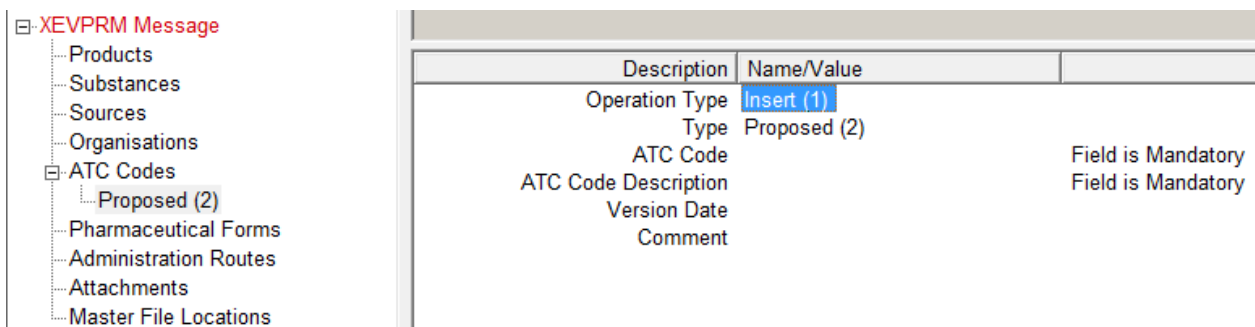 XEVPRM Message
Products
Substances
Sources
Organisations
ATC Codes
Proposed (2)
Pharmaceutical Forms
Administration Routes
Attachments
Master File Locations
Description Name/Value
Operation Type Insert (1)
Type Proposed (2)
ATC Code Field is Mandatory
ATC Code Description Field is Mandatory
Version Date
Comment